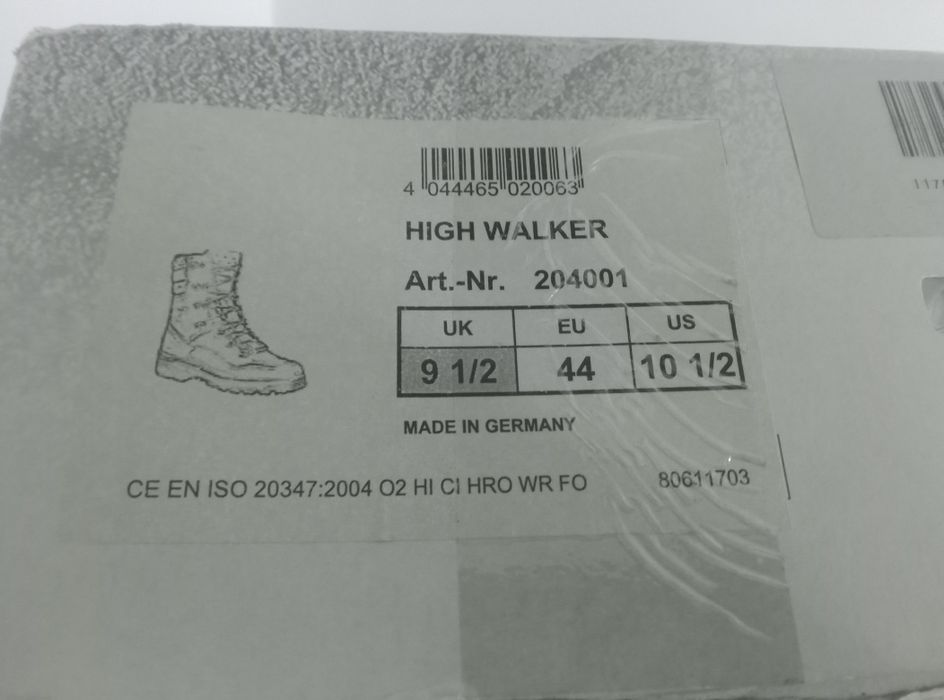 4 044465 020063
HIGH WALKER
Art.-Nr. 204001
UK EU US
9 1/2 44 10 1/2
MADE IN GERMANY
CE EN ISO 20347:2004 O2 HI CI HRO WR FO 80611703